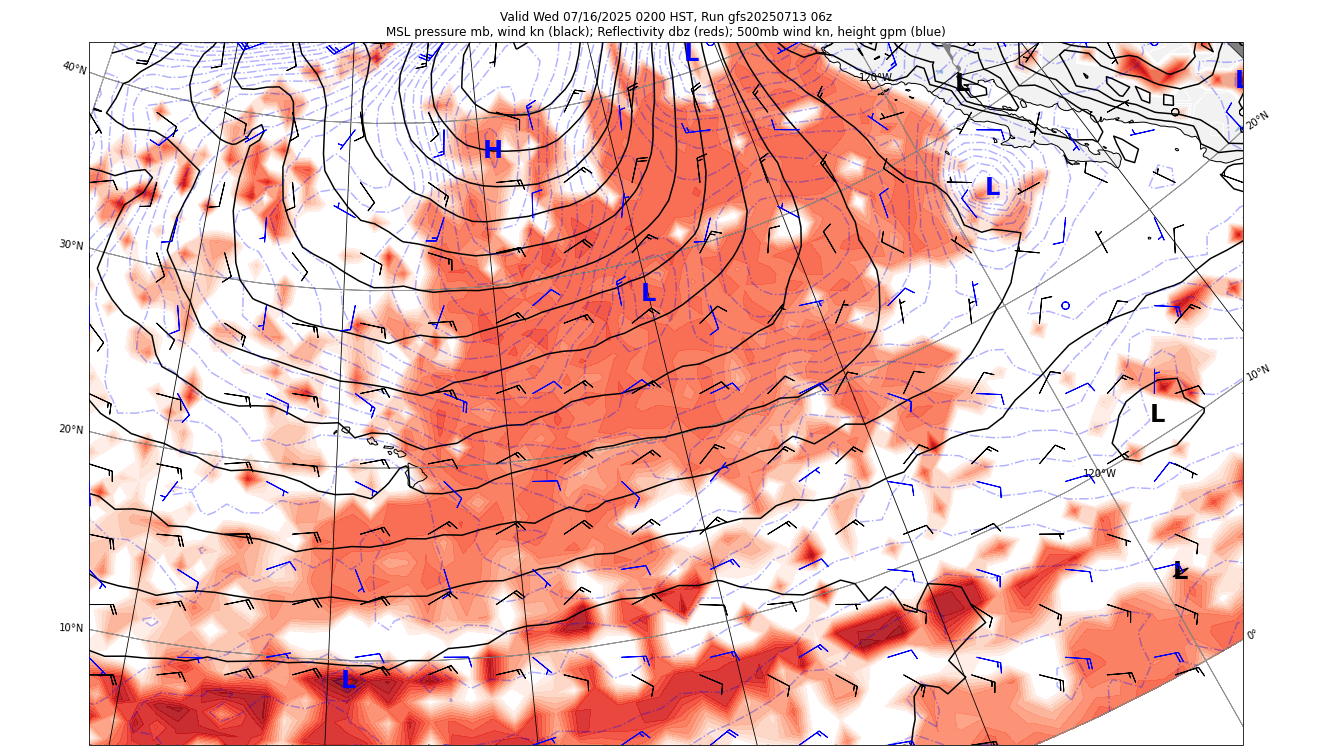 Valid Wed 07/16/2025 0200 HST, Run gfs20250713 06z
MSL pressure mb, wind kn (black); Reflectivity dbz (reds); 500mb wind kn, height gpm (blue)
L
40°N
120°W
L
L
20°N
H
L
30°N
L
10°N
L
20°N
120°W
L
10°N
0°
L